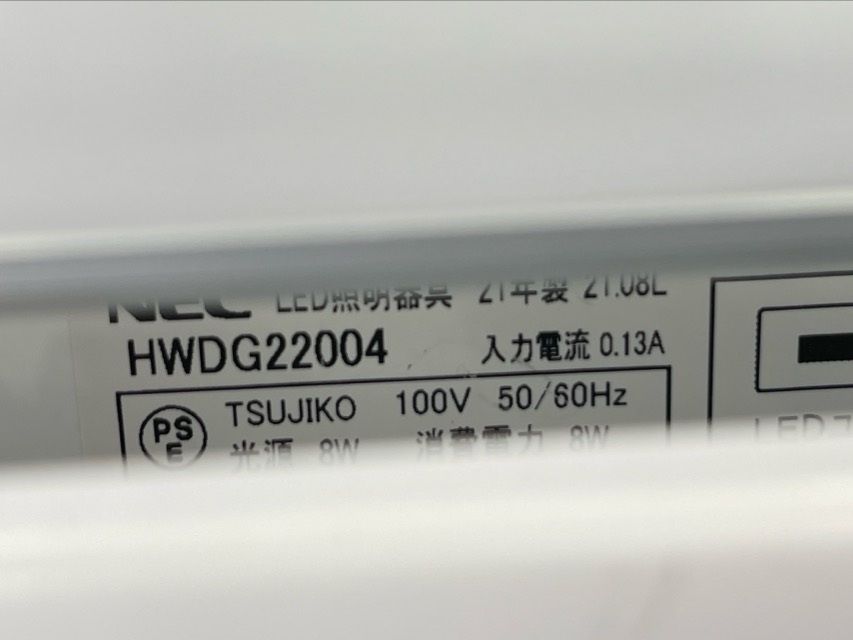 NEC LED照明器具 21年製 21.08L
HWDG22004 入力電流 0.13A
PS
E
TSUJIKO 100V 50/60Hz
光源 8W 消費電力 8W
LED